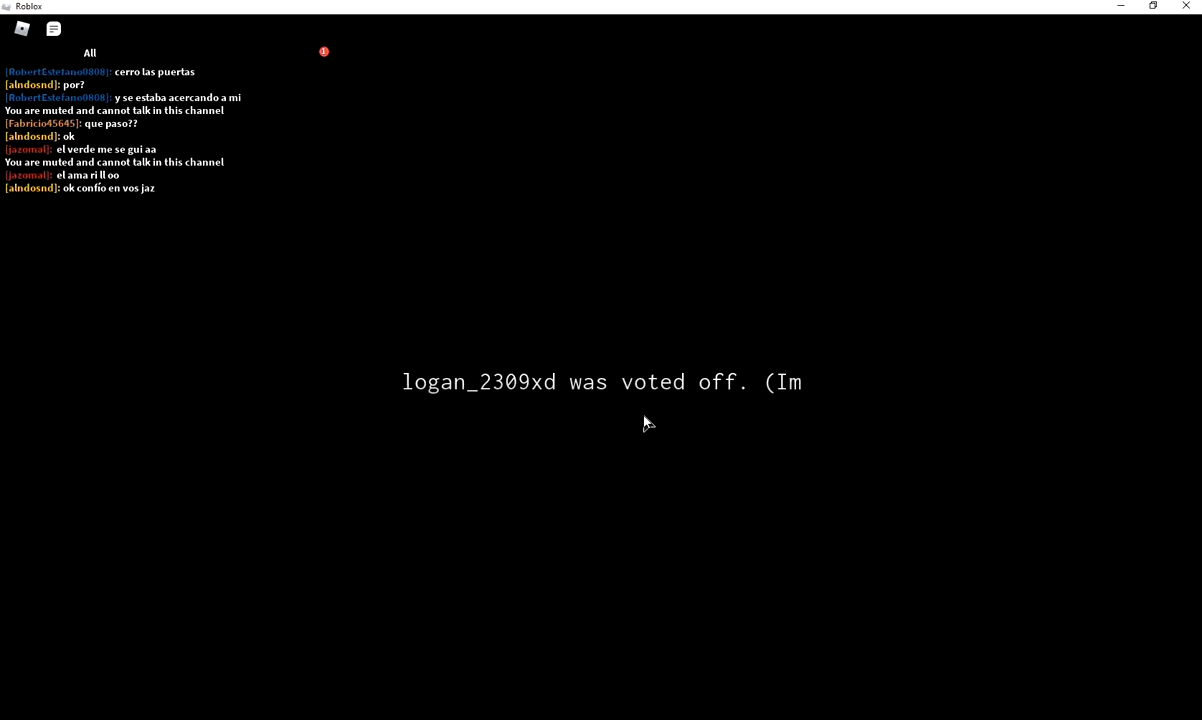 Roblox
All
1
[RobertEstefano0808]: cerro las puertas
[alndosnd]: por?
[RobertEstefano0808]: y se estaba acercando a mi
You are muted and cannot talk in this channel
[Fabricio45645]: que paso??
[alndosnd]: ok
[jazomal]: el verde me se gui aa
You are muted and cannot talk in this channel
[jazomal]: el ama ri ll oo
[alndosnd]: ok confío en vos jaz
logan_2309xd was voted off. (Im